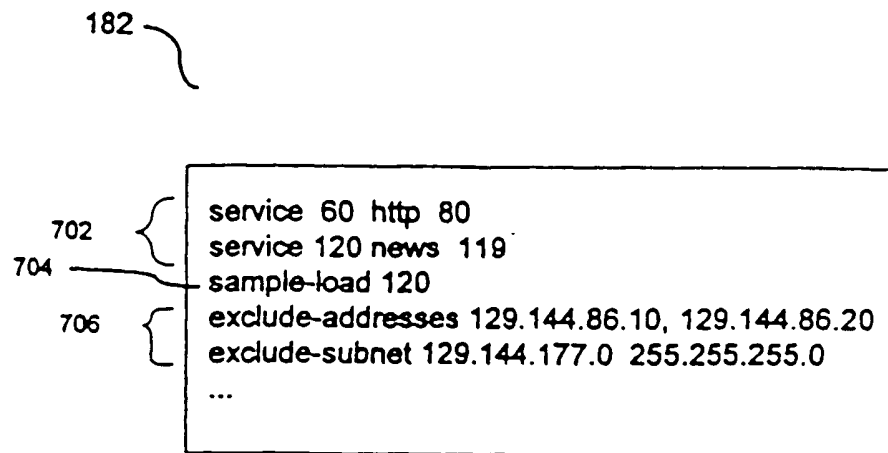 182
702
service 60 http 80
service 120 news 119
704
sample-load 120
706
exclude-addresses 129.144.86.10, 129.144.86.20
exclude-subnet 129.144.177.0 255.255.255.0
...